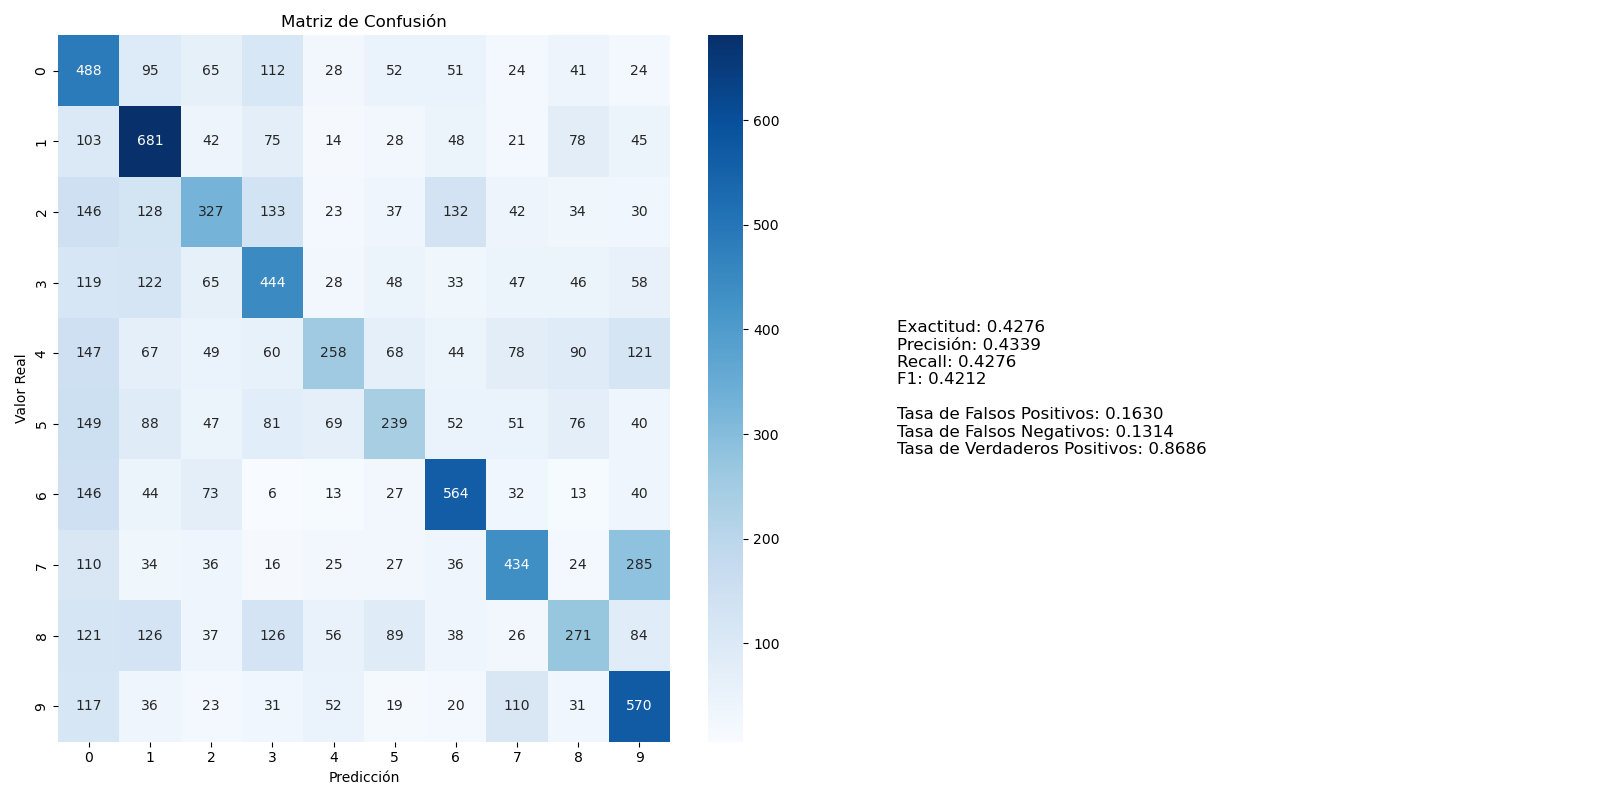 Matriz de Confusión
0 488 95 65 112 28 52 51 24 41 24
1 103 681 42 75 14 28 48 21 78 45
2 146 128 327 133 23 37 132 42 34 30
3 119 122 65 444 28 48 33 47 46 58
4 147 67 49 60 258 68 44 78 90 121
5 149 88 47 81 69 239 52 51 76 40
6 146 44 73 6 13 27 564 32 13 40
7 110 34 36 16 25 27 36 434 24 285
8 121 126 37 126 56 89 38 26 271 84
9 117 36 23 31 52 19 20 110 31 570
0 1 2 3 4 5 6 7 8 9
Valor Real
Predicción
600
500
400
300
200
100
Exactitud: 0.4276
Precisión: 0.4339
Recall: 0.4276
F1: 0.4212
Tasa de Falsos Positivos: 0.1630
Tasa de Falsos Negativos: 0.1314
Tasa de Verdaderos Positivos: 0.8686